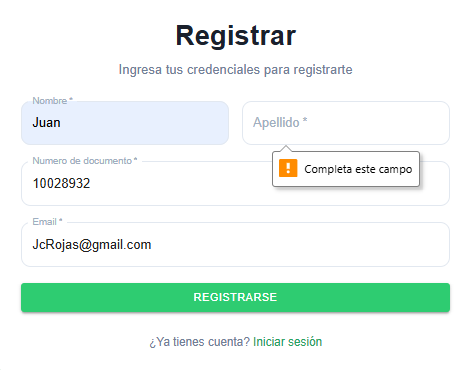 Registrar
Ingresa tus credenciales para registrarte
Nombre *
Juan
Apellido *
Completa este campo
Numero de documento *
10028932
Email *
JcRojas@gmail.com
REGISTRARSE
¿Ya tienes cuenta? Iniciar sesión